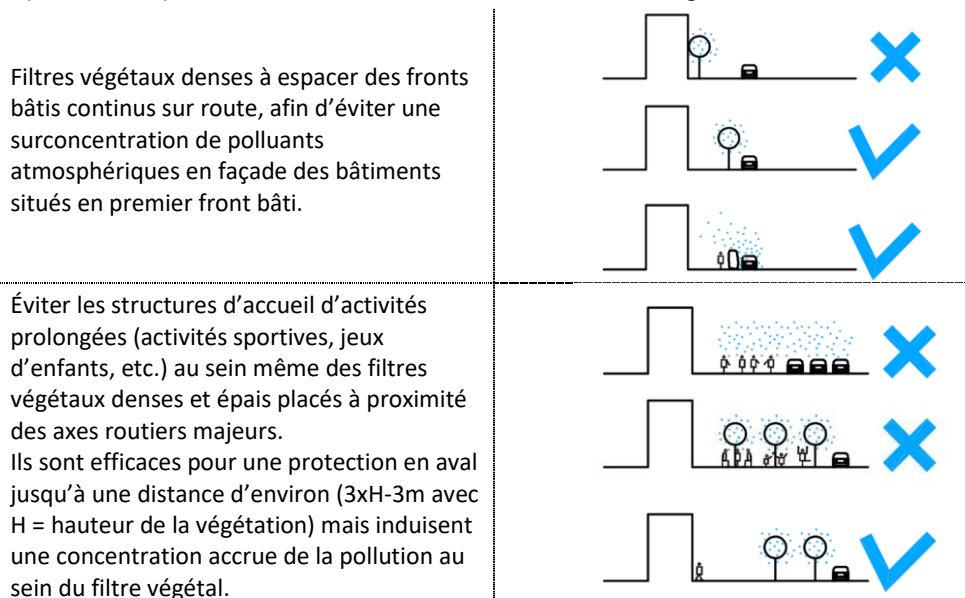 Filtres végétaux denses à espacer des fronts
bâtis continus sur route, afin d’éviter une
surconcentration de polluants
atmosphériques en façade des bâtiments
situés en premier front bâti.
Éviter les structures d’accueil d’activités
prolongées (activités sportives, jeux
d’enfants, etc.) au sein même des filtres
végétaux denses et épais placés à proximité
des axes routiers majeurs.
Ils sont efficaces pour une protection en aval
jusqu’à une distance d’environ (3xH-3m avec
H = hauteur de la végétation) mais induisent
une concentration accrue de la pollution au
sein du filtre végétal.